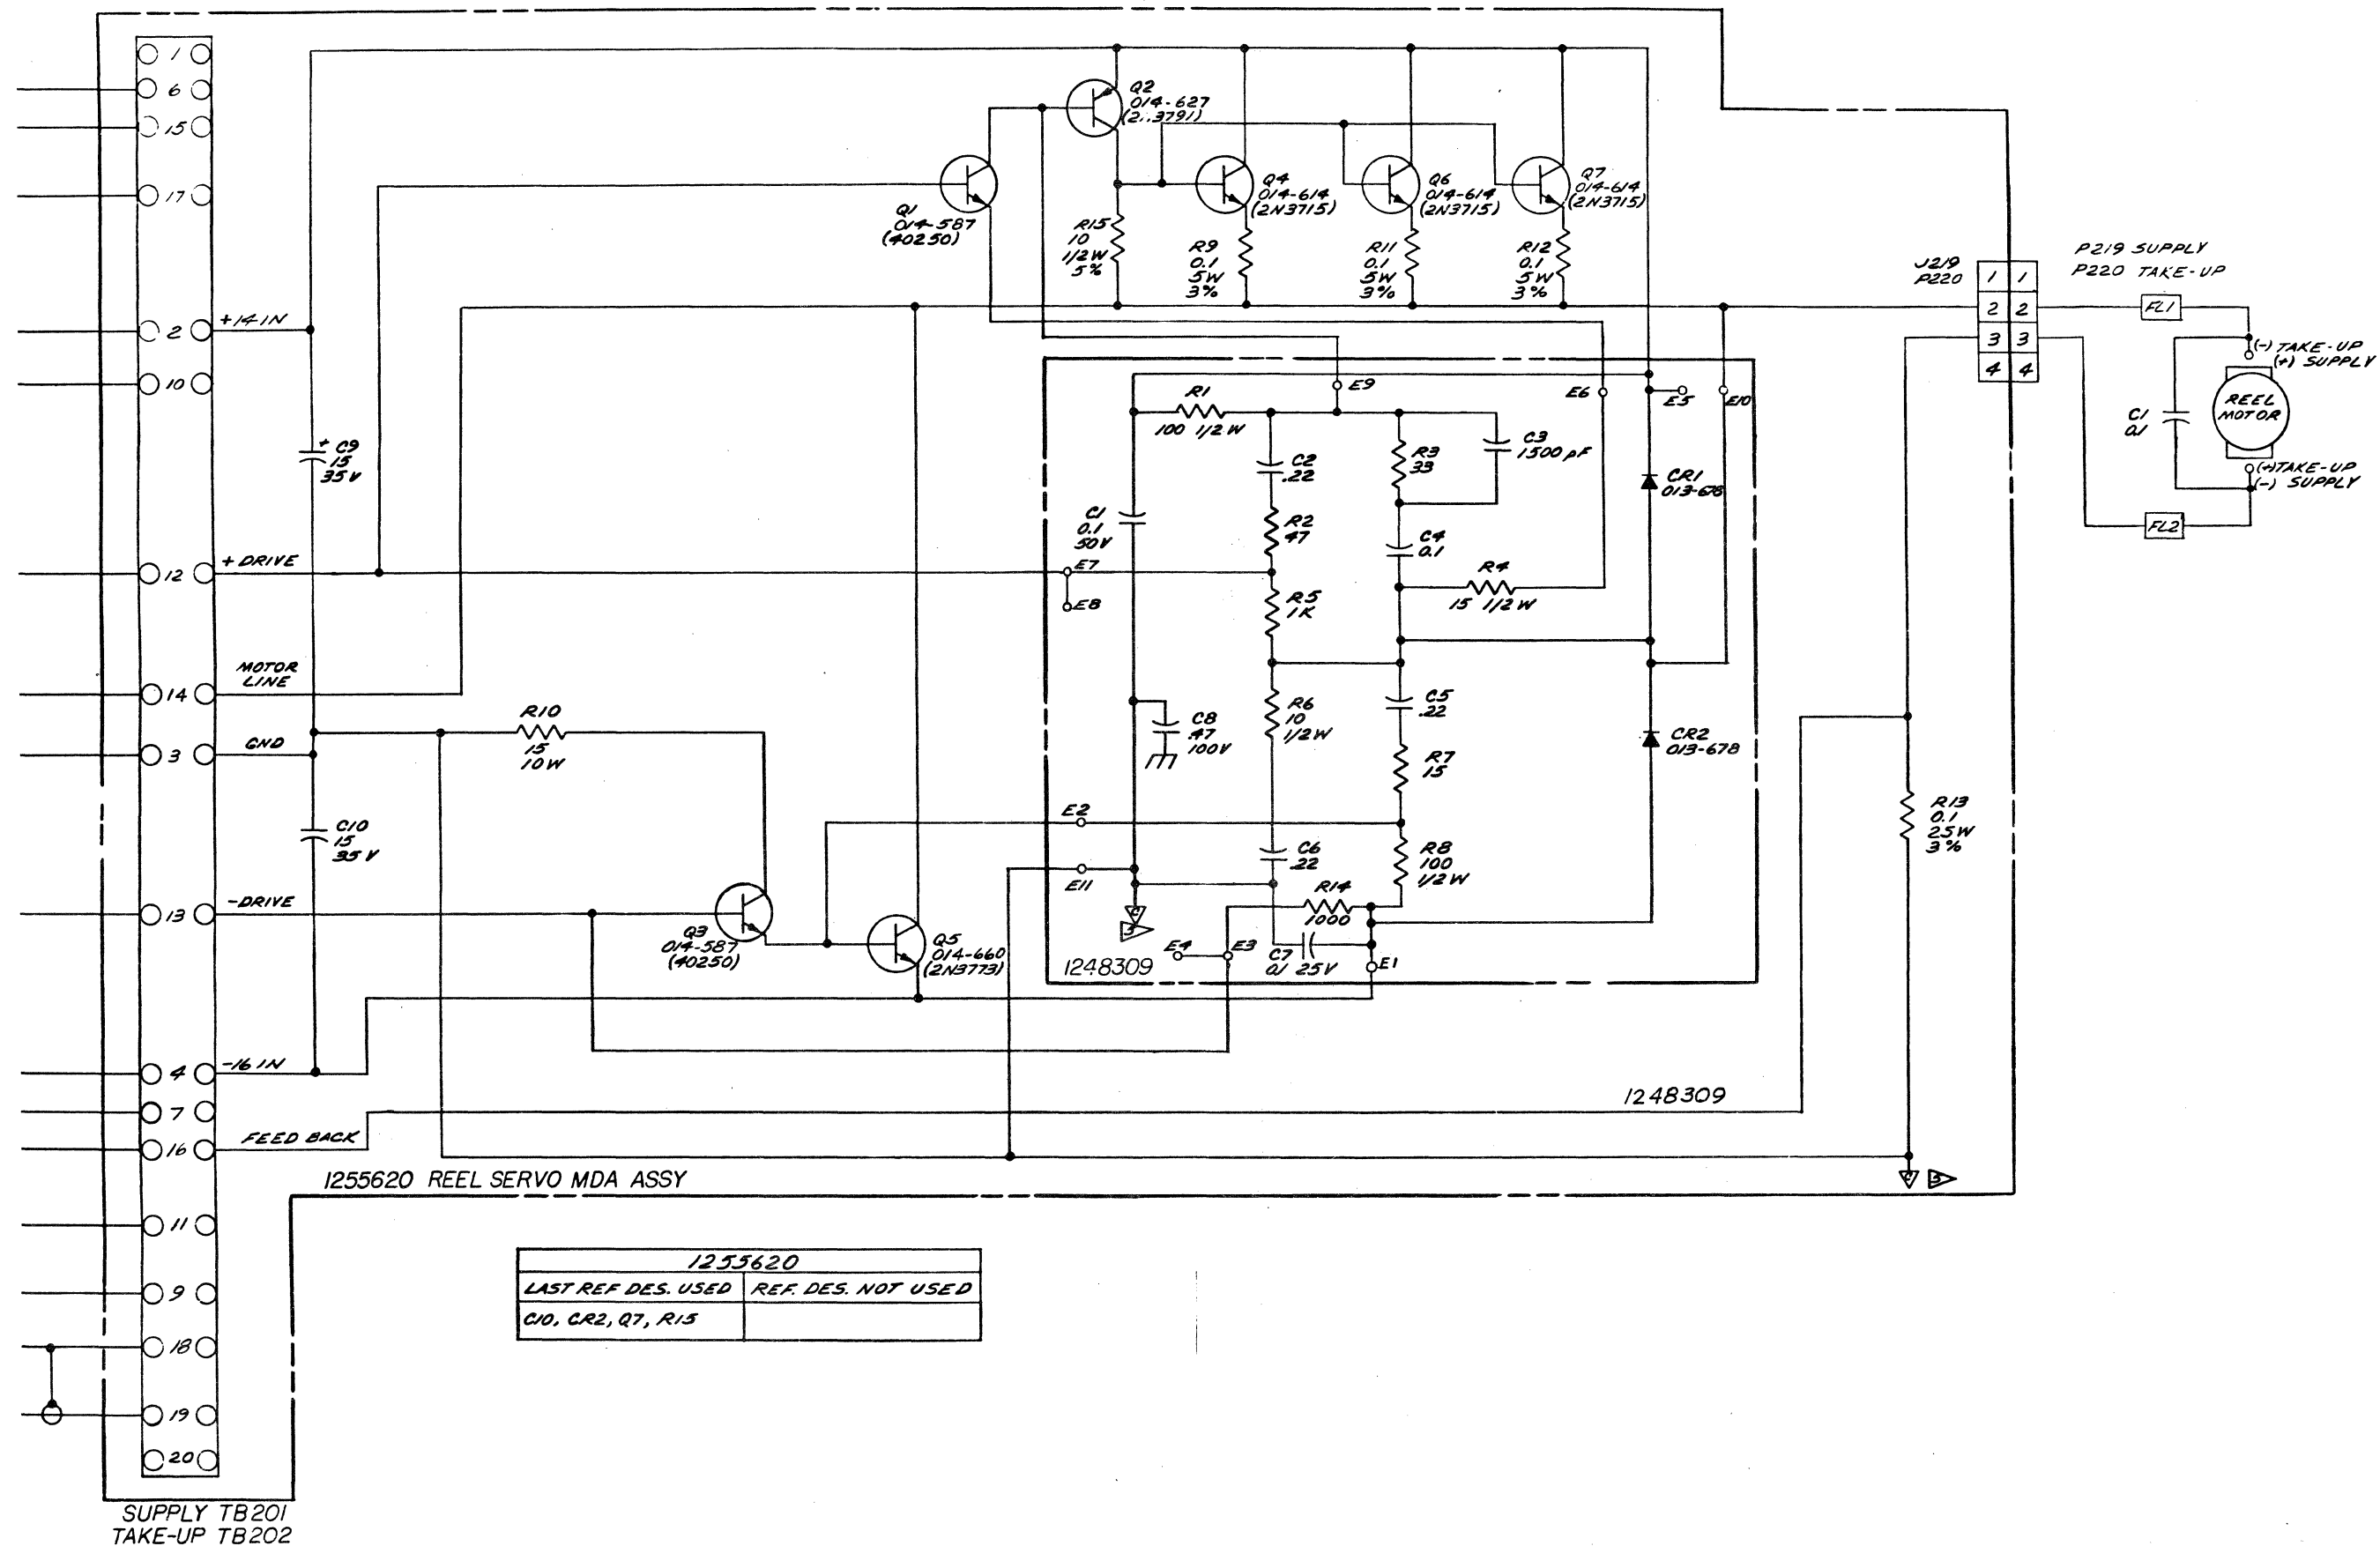 1
6
15
17
2
+14 IN
10
12
+ DRIVE
MOTOR
LINE
14
3
GND
13
-DRIVE
4
-16 IN
7
16
FEED BACK
11
9
18
19
20
SUPPLY TB201
TAKE-UP TB202
+ C9
15
35V
C10
15
35 V
R10
15
10W
Q1
014-587
(40250)
Q2
014-627
Q3
014-587
(40250)
Q5
014-660
(2N3773)
R15
10
1/2W
5%
Q4
014-614
(2N3715)
R9
0.1
5W
3%
Q6
014-614
(2N3715)
R11
0.1
5W
3%
Q7
014-614
(2N3715)
R12
0.1
5W
3%
E9
E6
E5
E10
R1
100 1/2W
C2
.22
R3
33
C3
1500 pF
CR1
013-678
C1
0.1
50V
R2
47
C4
0.1
E7
E8
R5
1K
R4
15 1/2W
R6
10
1/2W
C5
.22
C8
.47
100V
R7
15
CR2
013-678
E2
E11
C6
.22
R8
100
1/2W
R14
1000
C
3
E4
E3
C7
0.1 25V
E1
1248309
1248309
J219
P220
1 1
2 2
3 3
4 4
P219 SUPPLY
P220 TAKE-UP
FL1
(-) TAKE-UP
(+) SUPPLY
C1
0.1
REEL
MOTOR
(+)TAKE-UP
(-) SUPPLY
FL2
R13
0.1
25W
3%
C
3
1255620 REEL SERVO MDA ASSY
1255620
LAST REF DES. USED
REF. DES. NOT USED
C10, CR2, Q7, R15